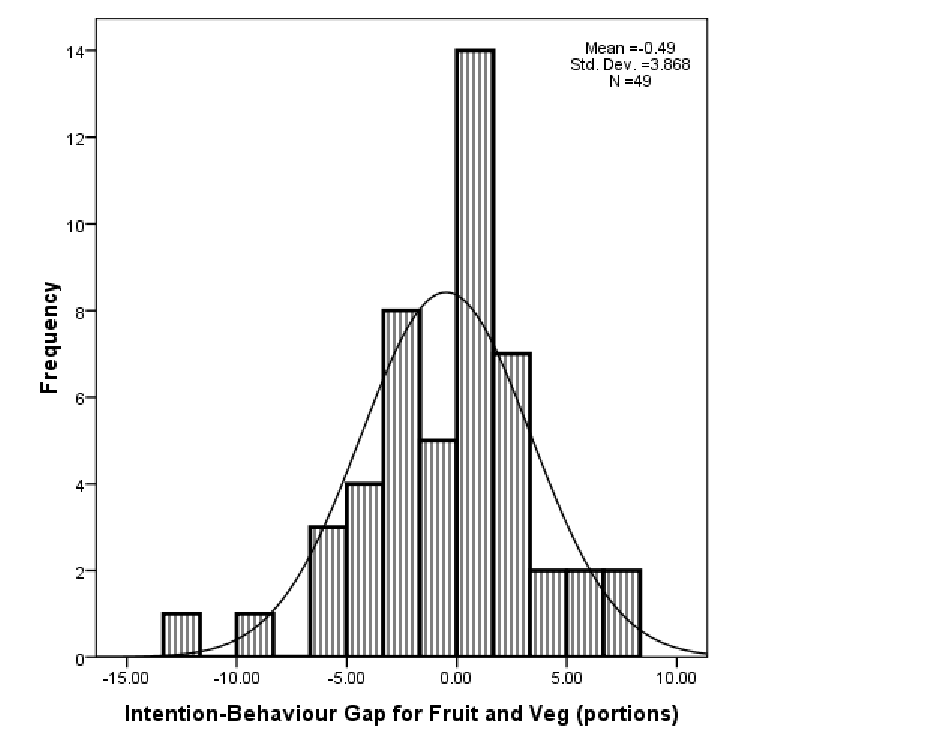 Mean =-0.49
Std. Dev. =3.868
N =49
Frequency
14
12
10
8
6
4
2
0
-15.00 -10.00 -5.00 0.00 5.00 10.00
Intention-Behaviour Gap for Fruit and Veg (portions)